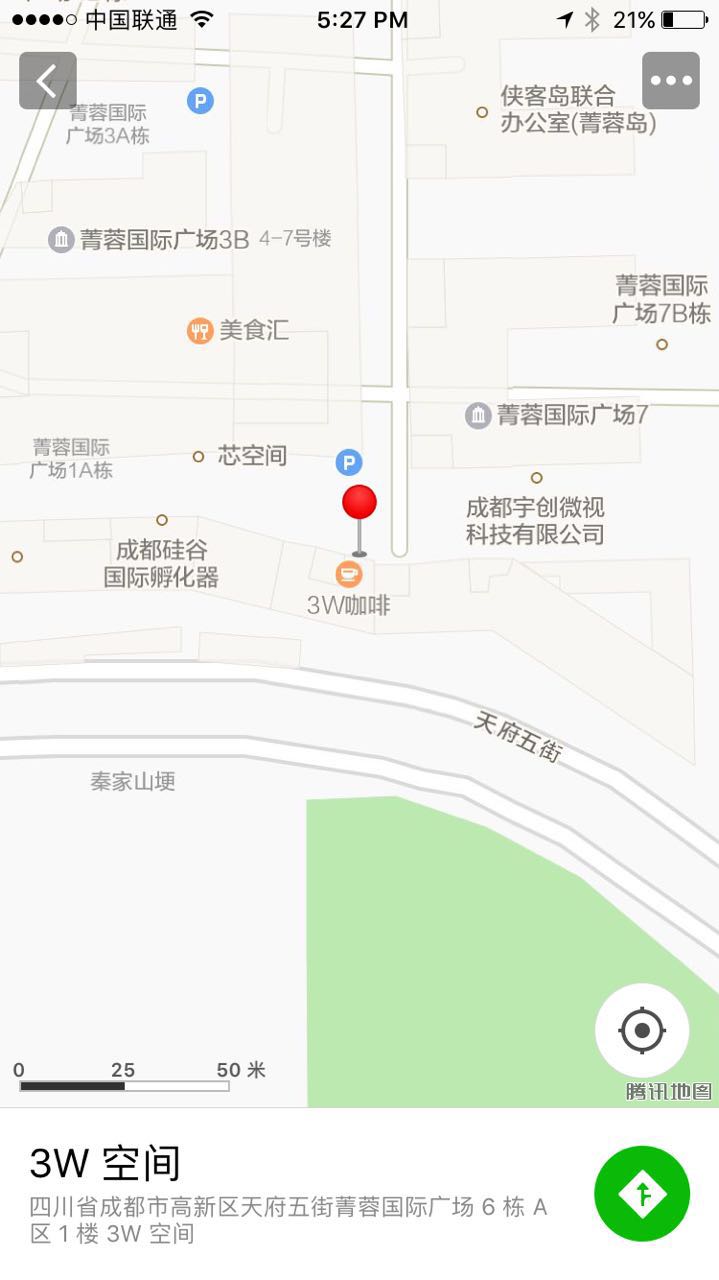 中国联通 5:27 PM 21%
P
侠客岛联合
办公室(菁蓉岛)
菁蓉国际
广场3A栋
菁蓉国际广场3B 4-7号楼
菁蓉国际
广场7B栋
美食汇
菁蓉国际广场7
菁蓉国际
广场1A栋
芯空间
P
成都宇创微视
科技有限公司
成都硅谷
国际孵化器
3W咖啡
天府五街
秦家山埂
0 25 50 米
腾讯地图
3W 空间
四川省成都市高新区天府五街菁蓉国际广场 6 栋 A
区 1 楼 3W 空间